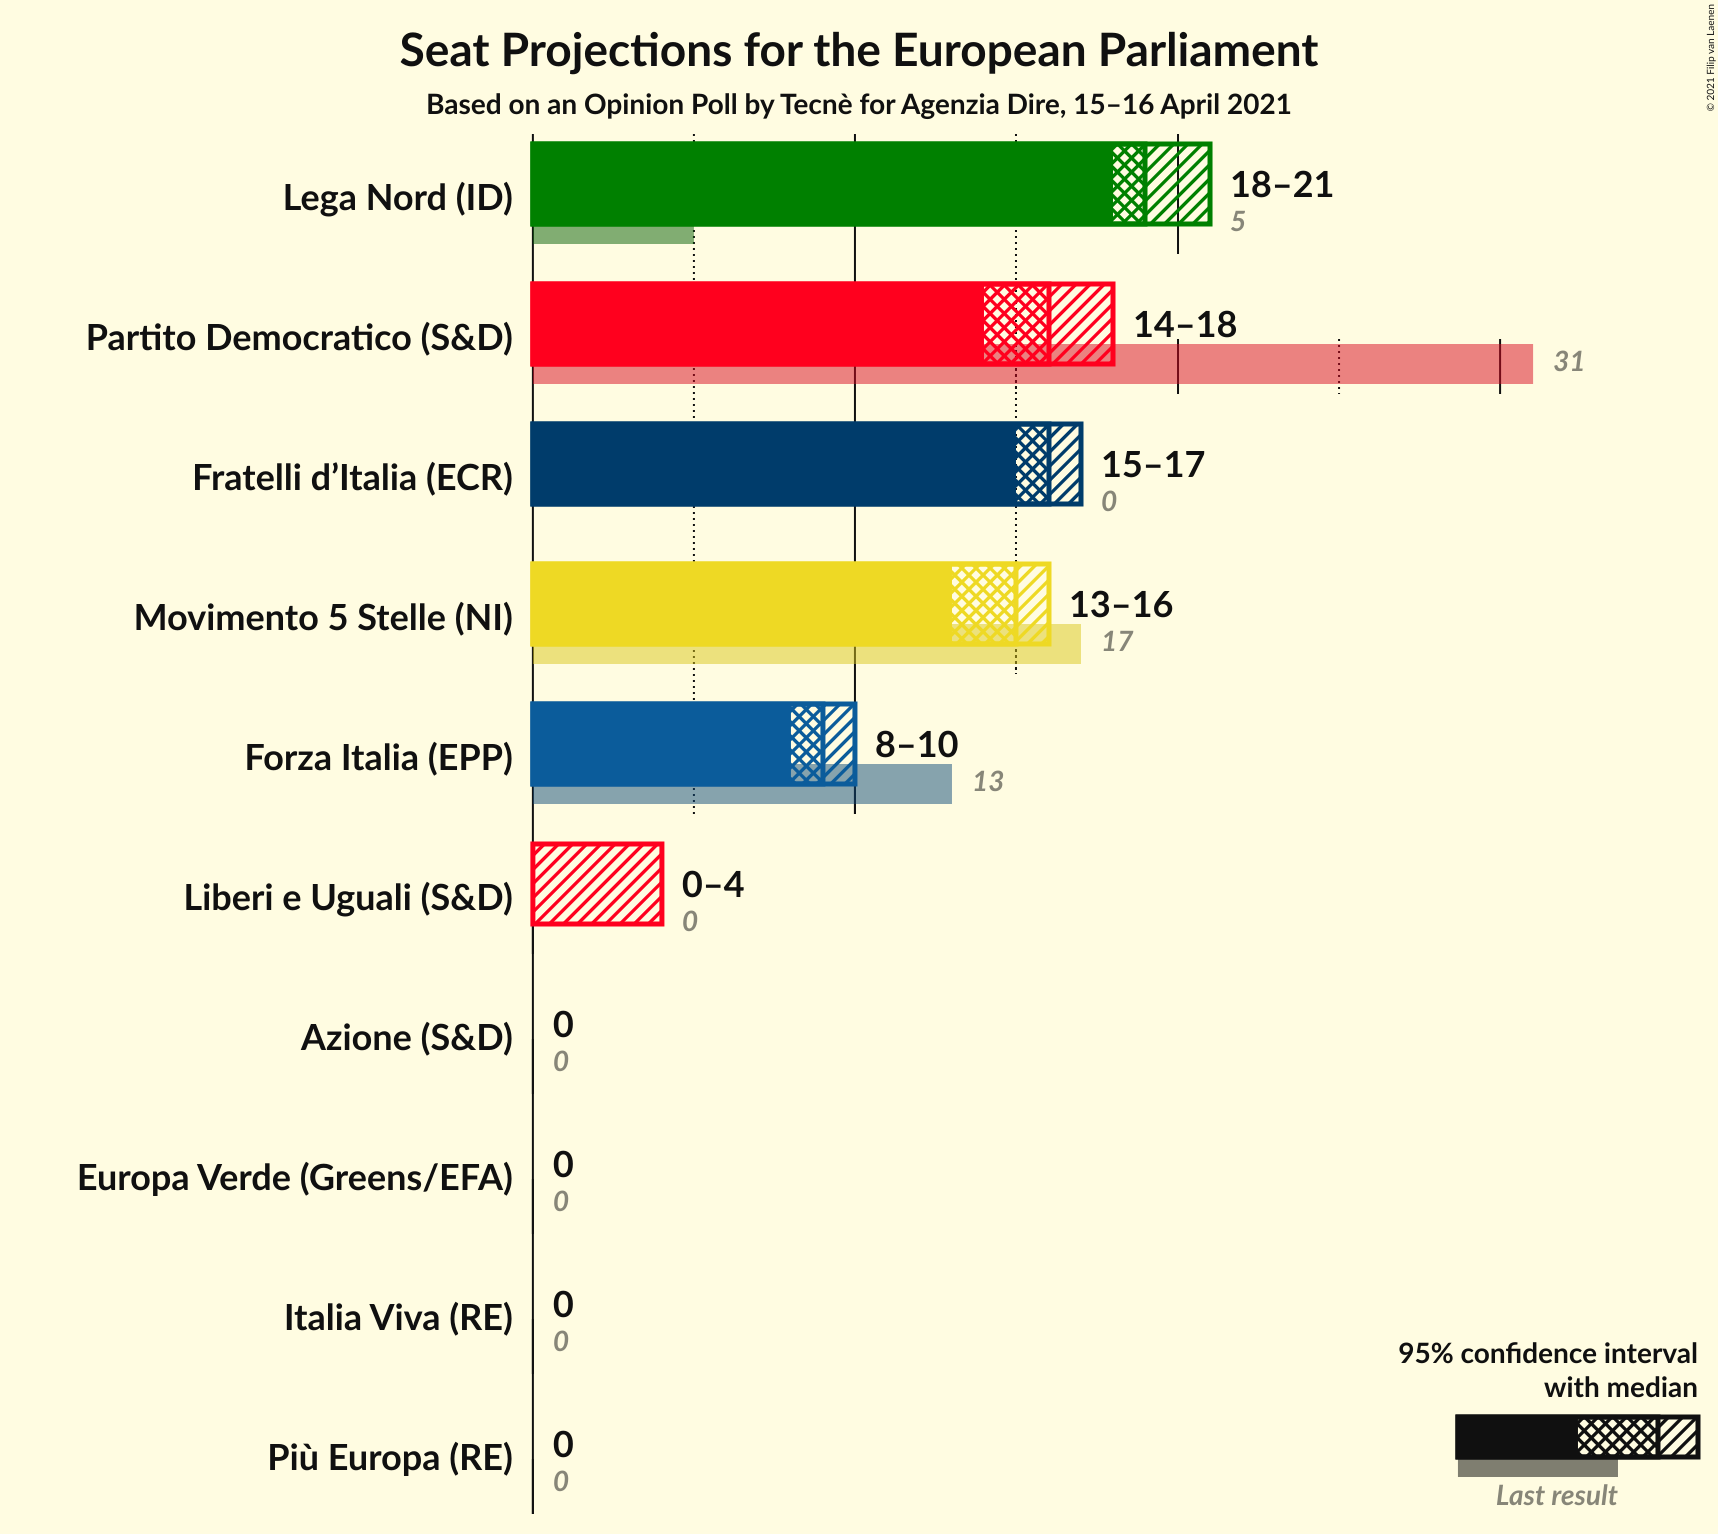 Seat Projections for the European Parliament
Based on an Opinion Poll by Tecnè for Agenzia Dire, 15–16 April 2021
© 2021 Filip van Laenen
Lega Nord (ID)
18–21
5
Partito Democratico (S&D)
14–18
31
Fratelli d’Italia (ECR)
15–17
0
Movimento 5 Stelle (NI)
13–16
17
Forza Italia (EPP)
8–10
13
Liberi e Uguali (S&D)
0–4
0
Azione (S&D)
0
0
Europa Verde (Greens/EFA)
0
0
Italia Viva (RE)
0
0
Più Europa (RE)
0
0
95% confidence interval
with median
Last result